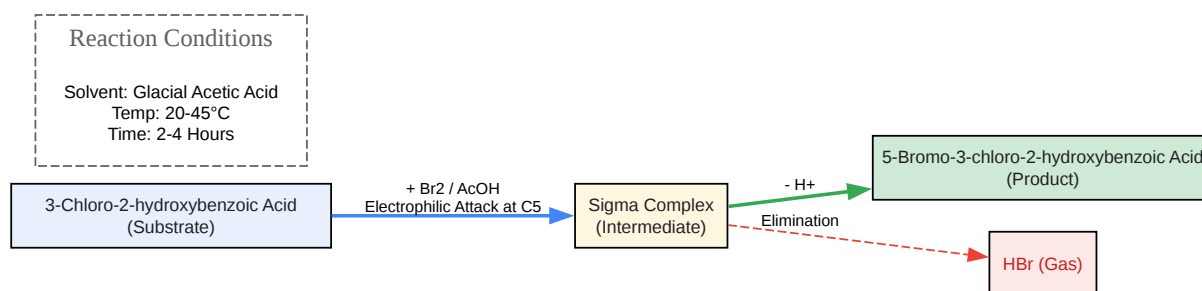 Reaction Conditions
Solvent: Glacial Acetic Acid
Temp: 20-45°C
Time: 2-4 Hours
3-Chloro-2-hydroxybenzoic Acid
(Substrate)
+ Br2 / AcOH
Electrophilic Attack at C5
Sigma Complex
(Intermediate)
- H+
Elimination
5-Bromo-3-chloro-2-hydroxybenzoic Acid
(Product)
HBr (Gas)